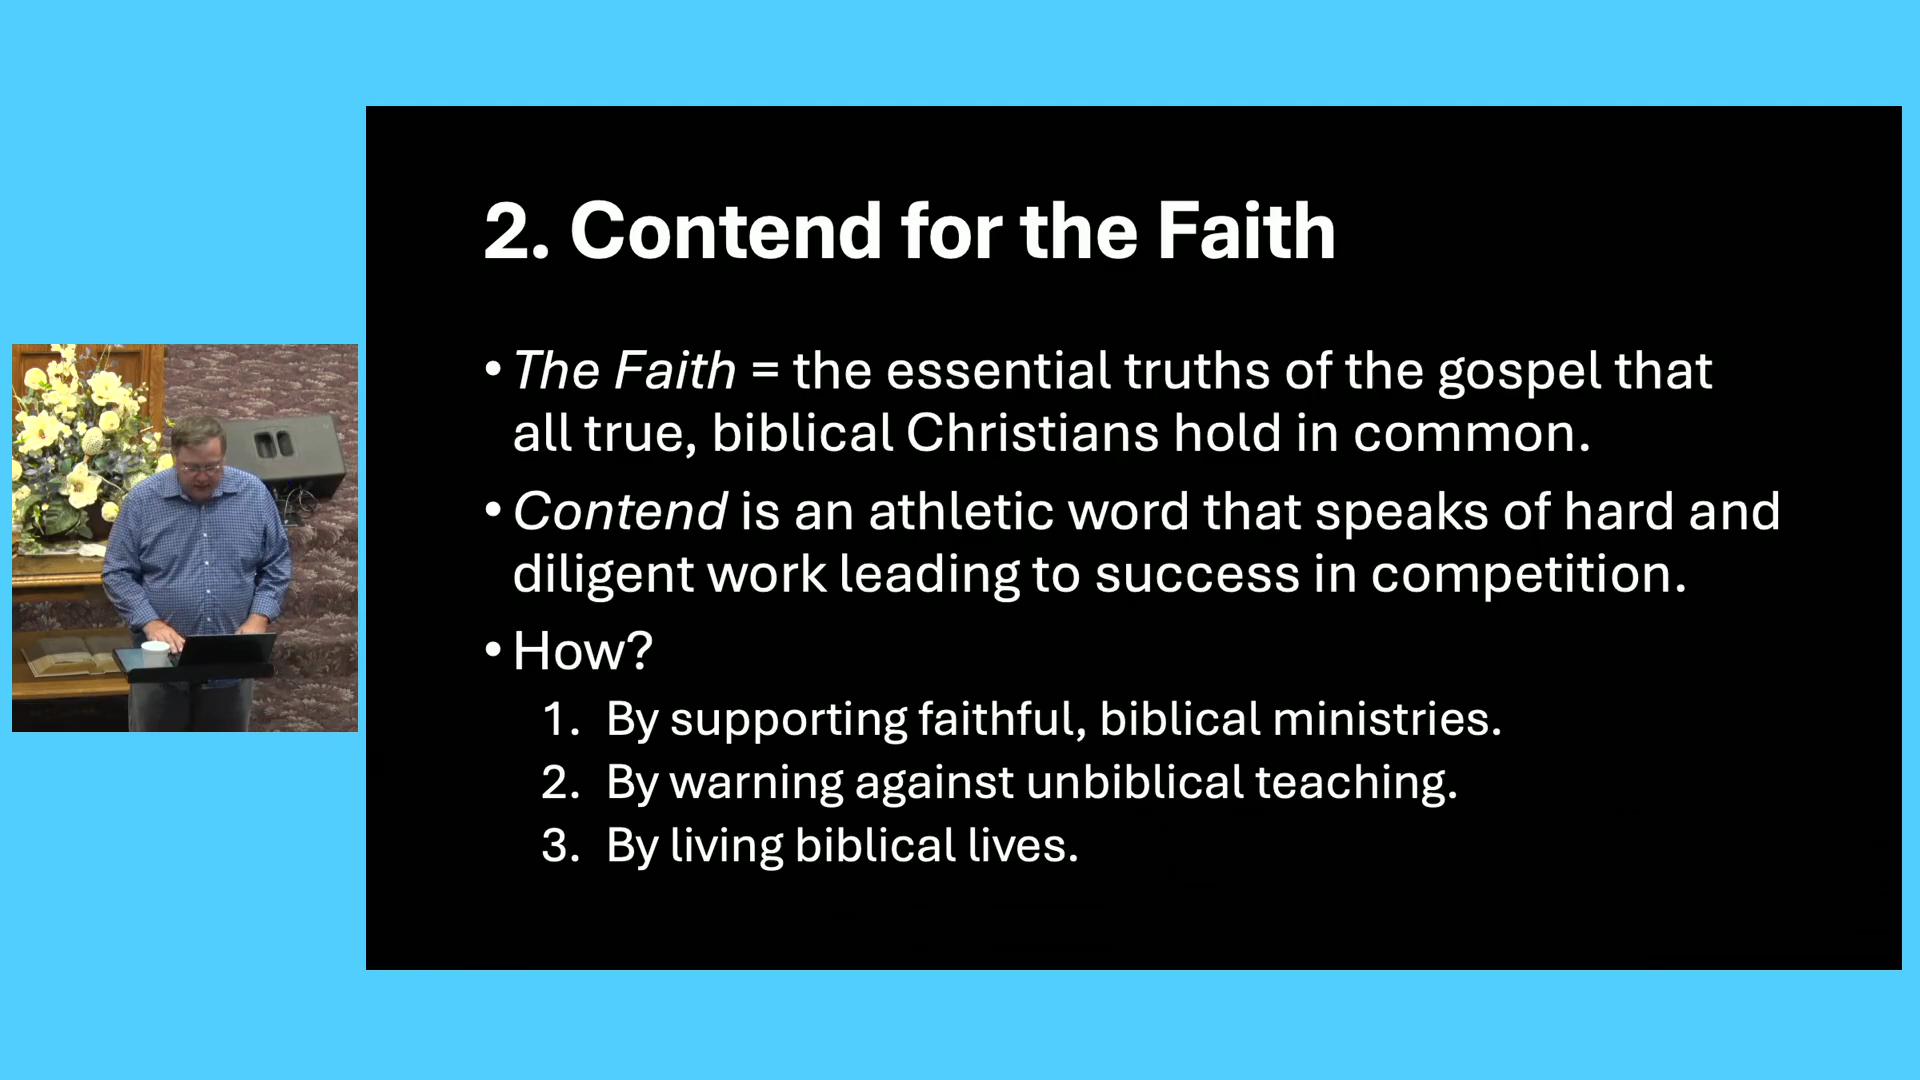 2. Contend for the Faith
• The Faith = the essential truths of the gospel that
all true, biblical Christians hold in common.
• Contend is an athletic word that speaks of hard and
diligent work leading to success in competition.
• How?
1. By supporting faithful, biblical ministries.
2. By warning against unbiblical teaching.
3. By living biblical lives.